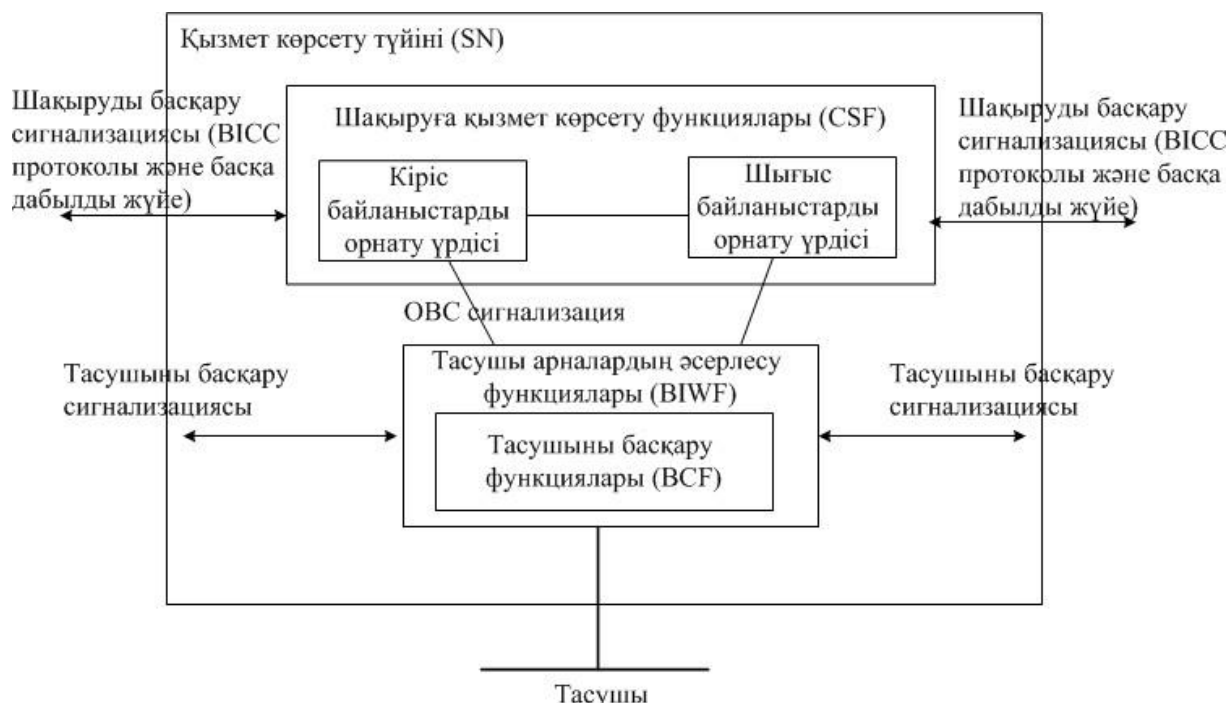 Қызмет көрсету түйіні (SN)
Шақыруды басқару
сигнализациясы (BICC
протоколы және басқа
дабылды жүйе)
Шақыруға қызмет көрсету функциялары (CSF)
Кіріс
байланыстарды
орнату үрдісі
Шығыс
байланыстарды
орнату үрдісі
Шақыруды басқару
сигнализациясы (BICC
протоколы және басқа
дабылды жүйе)
ОВС сигнализация
Тасушыны басқару
сигнализациясы
Тасушы арналардың әсерлесу
функциялары (BIWF)
Тасушыны басқару
функциялары (BCF)
Тасушыны басқару
сигнализациясы
Тасушы